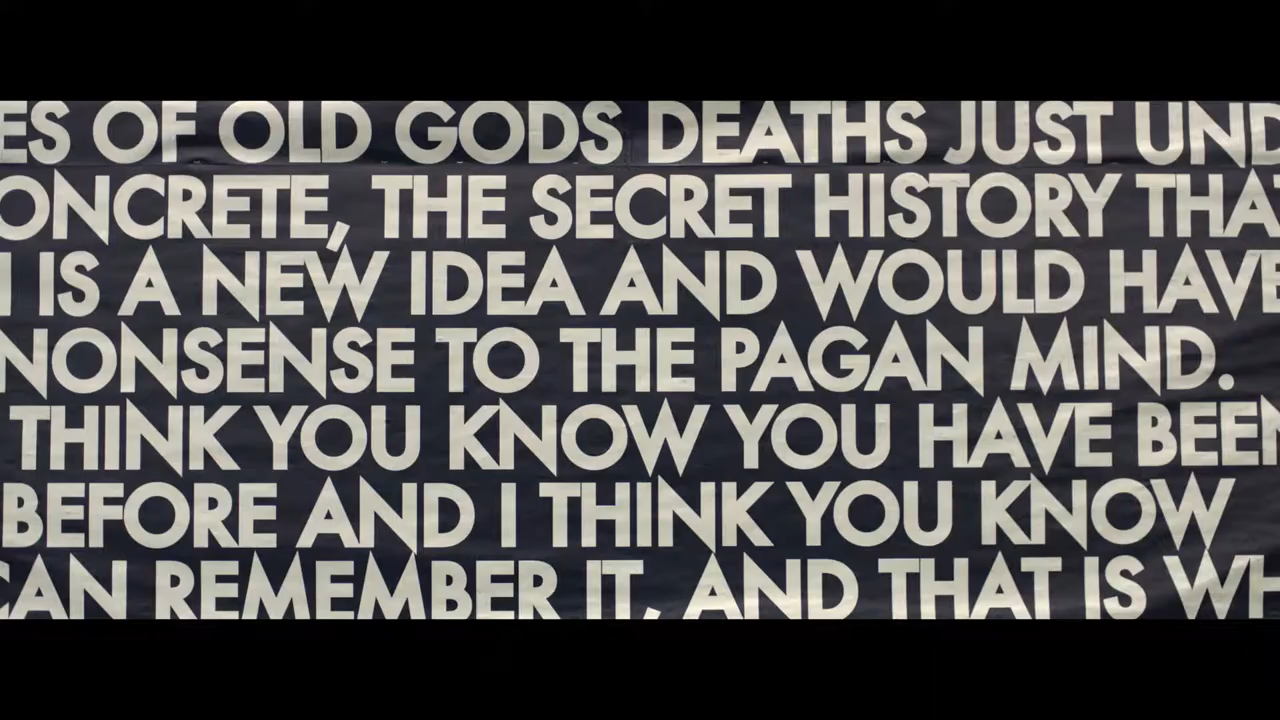 ES OF OLD GODS DEATHS JUST UND
ONCRETE, THE SECRET HISTORY THAT
IS A NEW IDEA AND WOULD HAVE
NONSENSE TO THE PAGAN MIND.
THINK YOU KNOW YOU HAVE BEEN
BEFORE AND I THINK YOU KNOW
CAN REMEMBER IT, AND THAT IS WH